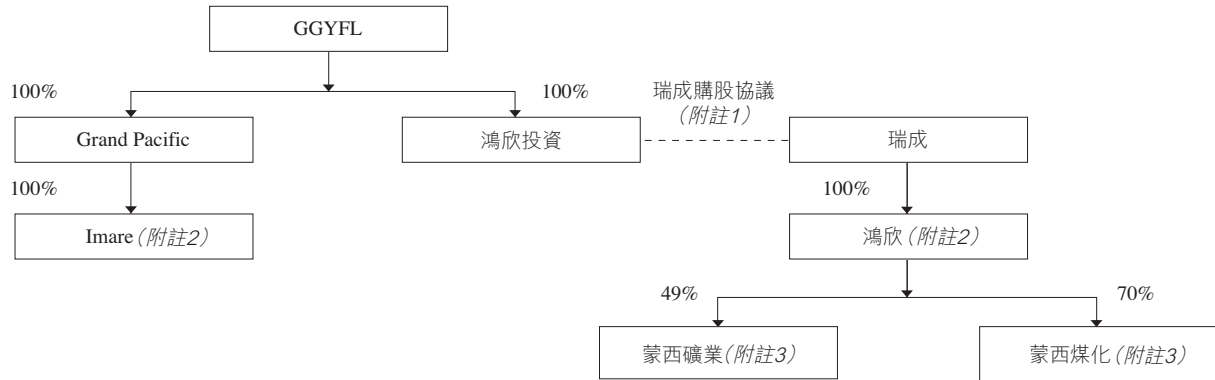 GGYFL
100%
100%
瑞成購股協議
(附註1)
Grand Pacific
鴻欣投資
瑞成
100%
100%
Imare (附註2)
鴻欣 (附註2)
49%
70%
蒙西礦業 (附註3)
蒙西煤化 (附註3)